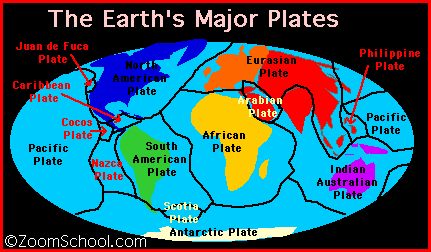 The Earth's Major Plates
Juan de Fuca
Plate
North
American
Plate
Eurasian
Plate
Philippine
Plate
Caribbean
Plate
Arabian
Plate
Cocos
Plate
Pacific
Plate
Pacific
Plate
Nazca
Plate
South
American
Plate
African
Plate
Indian
Australian
Plate
Scotia
Plate
Antarctic Plate
©ZoomSchool.com